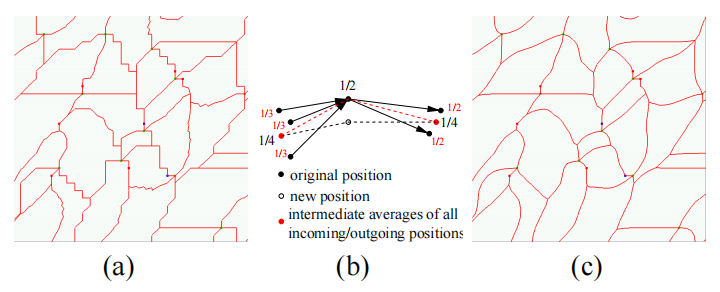 1/2
1/3
1/2
1/3
1/4
1/4
1/2
1/3
original position
new position
intermediate averages of all
incoming/outgoing positions
(a)
(b)
(c)